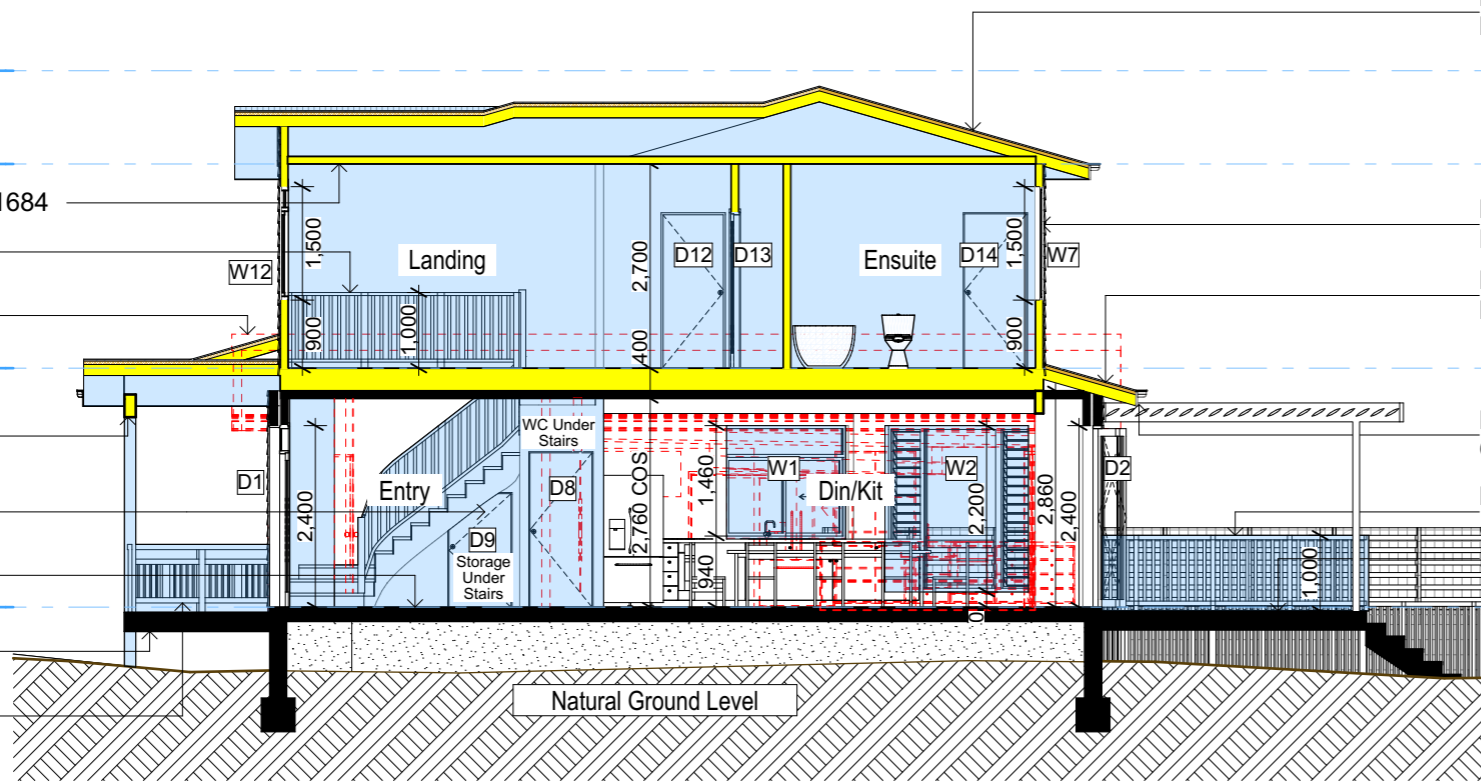 1684
1,500
Landing
2,700
D12
D13
Ensuite
D14
1,500
W7
W12
900
1,000
400
900
WC Under
Stairs
D1
2,400
Entry
D8
D9
Storage
Under
Stairs
2,760 COS
1,460
940
W1
Din/Kit
W2
2,200
2,860
2,400
D2
1,000
Natural Ground Level